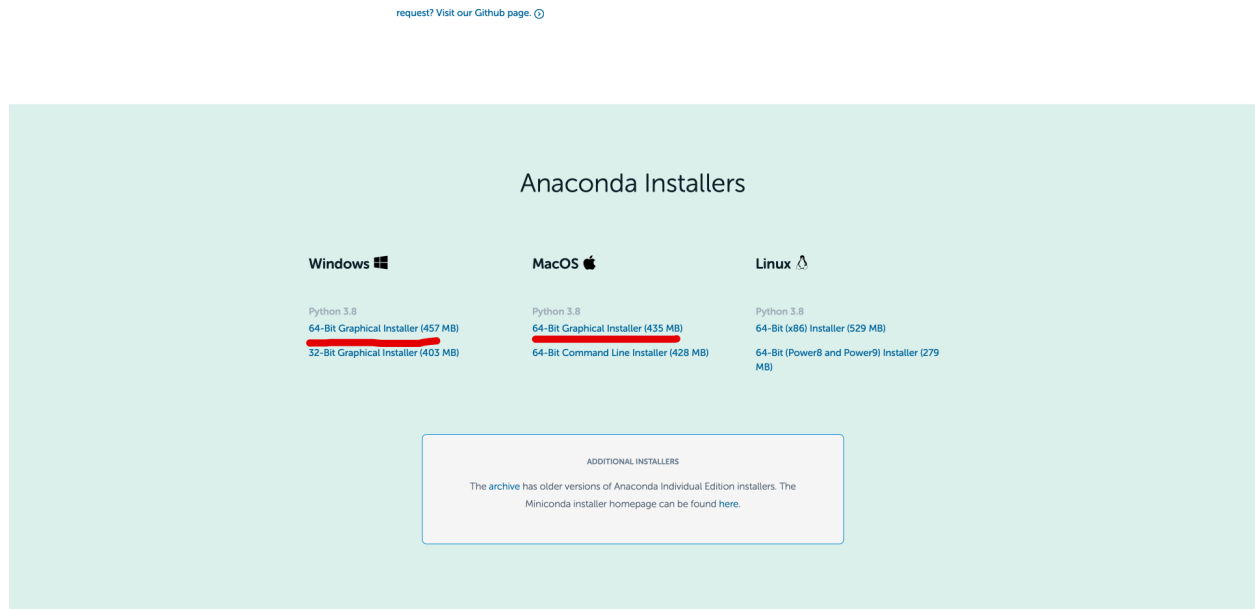 request? Visit our Github page.
Anaconda Installers
Windows
Python 3.8
64-Bit Graphical Installer (457 MB)
32-Bit Graphical Installer (403 MB)
MacOS
Python 3.8
64-Bit Graphical Installer (435 MB)
64-Bit Command Line Installer (428 MB)
Linux
Python 3.8
64-Bit (x86) Installer (529 MB)
64-Bit (Power8 and Power9) Installer (279
MB)
ADDITIONAL INSTALLERS
The archive has older versions of Anaconda Individual Edition installers. The
Miniconda installer homepage can be found here.